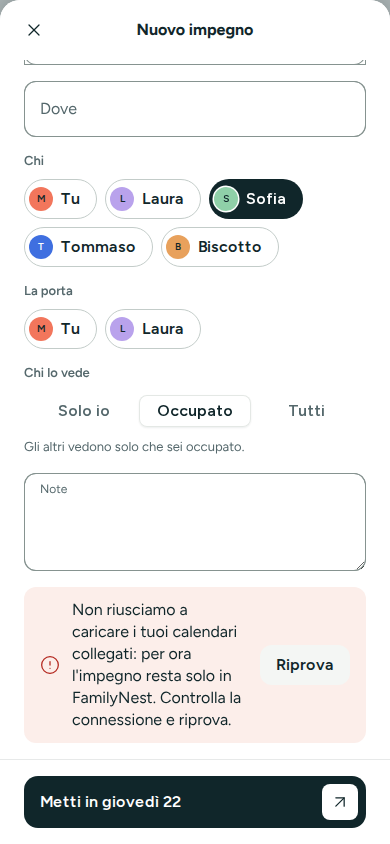 Nuovo impegno
Dove
Chi
M Tu
L Laura
S Sofia
T Tommaso
B Biscotto
La porta
M Tu
L Laura
Chi lo vede
Solo io
Occupato
Tutti
Gli altri vedono solo che sei occupato.
Note
Non riusciamo a
caricare i tuoi calendari
collegati: per ora
l'impegno resta solo in
FamilyNest. Controlla la
connessione e riprova.
Riprova
Metti in giovedì 22